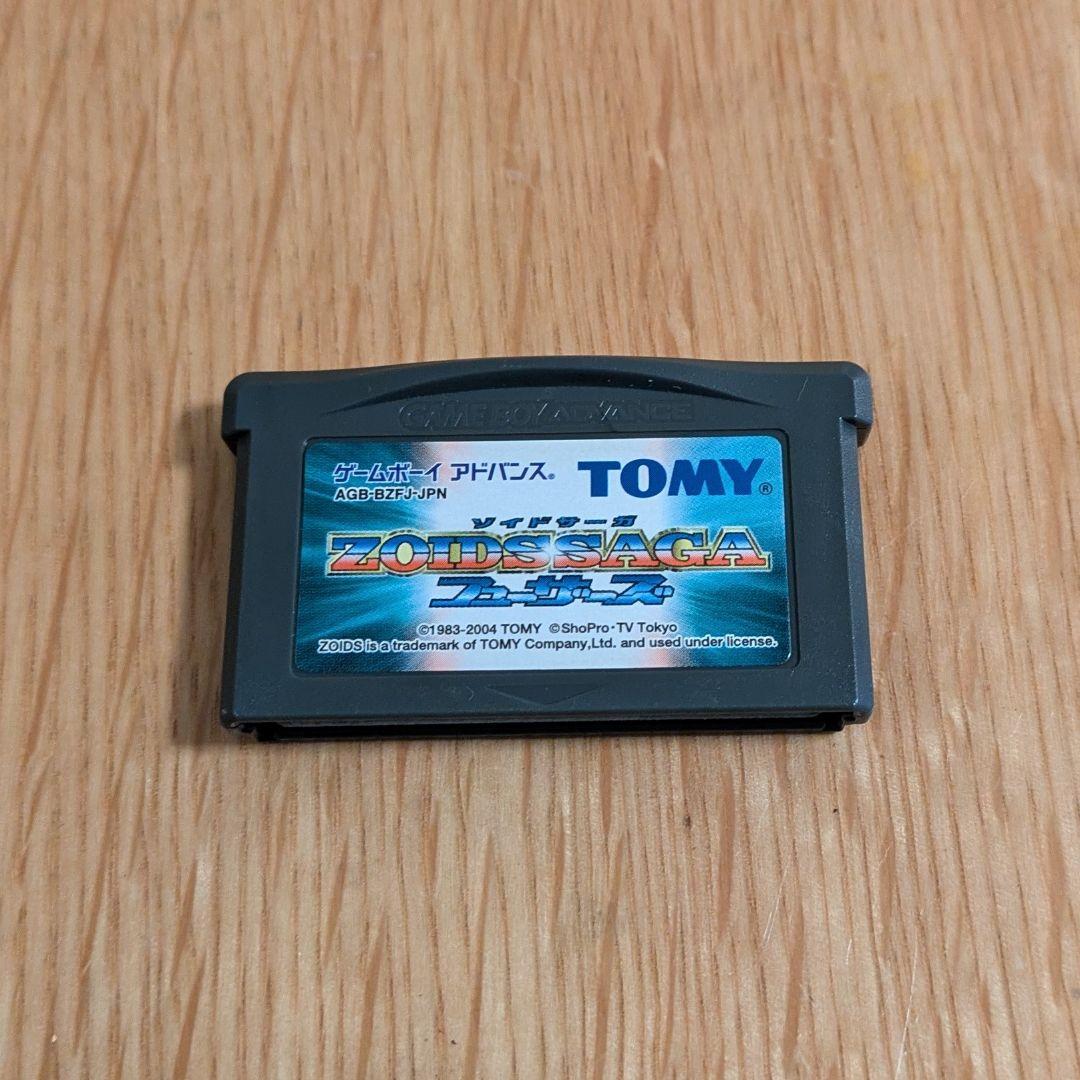 GAME BOY ADVANCE
ゲームボーイ アドバンス® TOMY®
AGB-BZFJ-JPN
ゾイドサーガ
ZOIDS SAGA
フューザーズ
©1983-2004 TOMY ©ShoPro・TV Tokyo
ZOIDS is a trademark of TOMY Company,Ltd. and used under license.